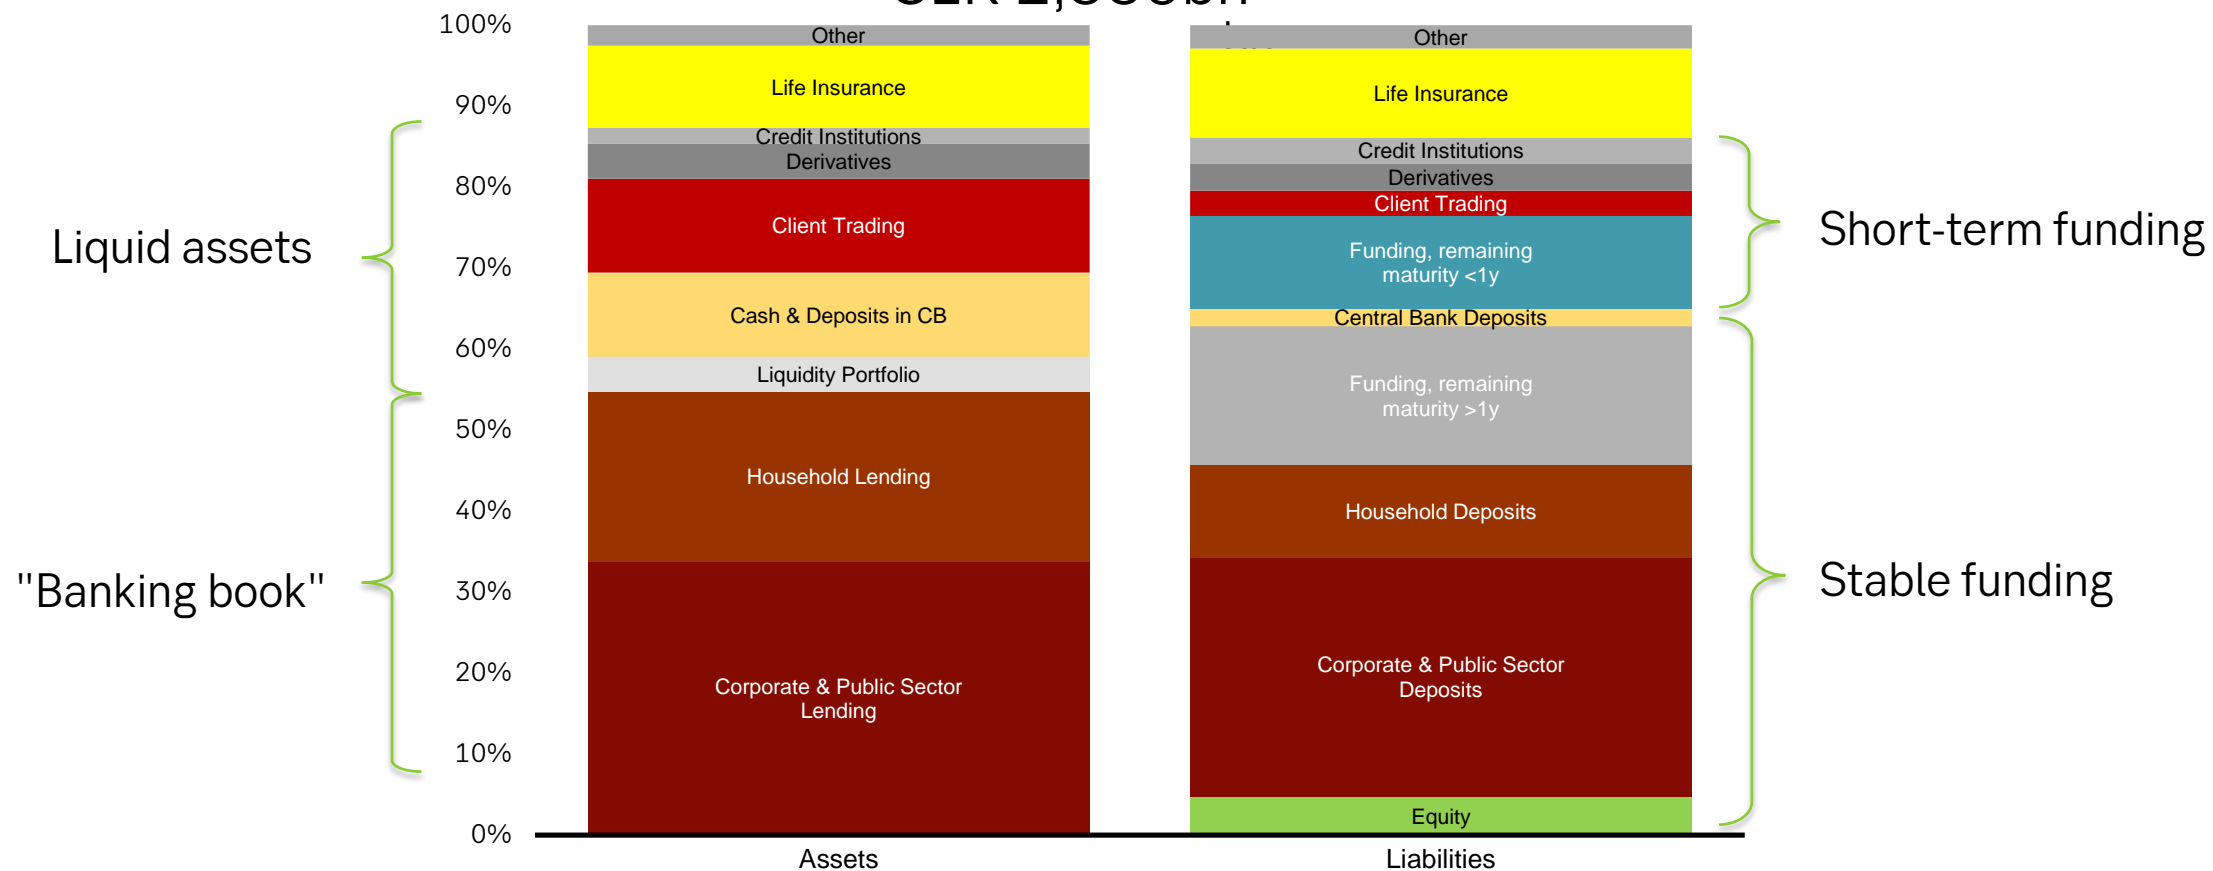 100%
90%
80%
70%
60%
50%
40%
30%
20%
10%
0%
Liquid assets
"Banking book"
Other
Life Insurance
Credit Institutions
Derivatives
Client Trading
Cash & Deposits in CB
Liquidity Portfolio
Household Lending
Corporate & Public Sector
Lending
Assets
Other
Life Insurance
Credit Institutions
Derivatives
Client Trading
Funding, remaining
maturity <1y
Central Bank Deposits
Funding, remaining
maturity >1y
Household Deposits
Corporate & Public Sector
Deposits
Equity
Liabilities
Short-term funding
Stable funding